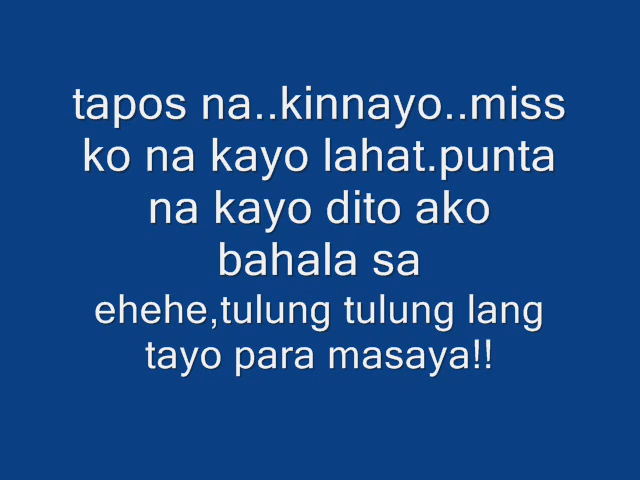 tapos na..kinnayo..miss
ko na kayo lahat.punta
na kayo dito ako
bahala sa
ehehe,tulung tulung lang
tayo para masaya!!